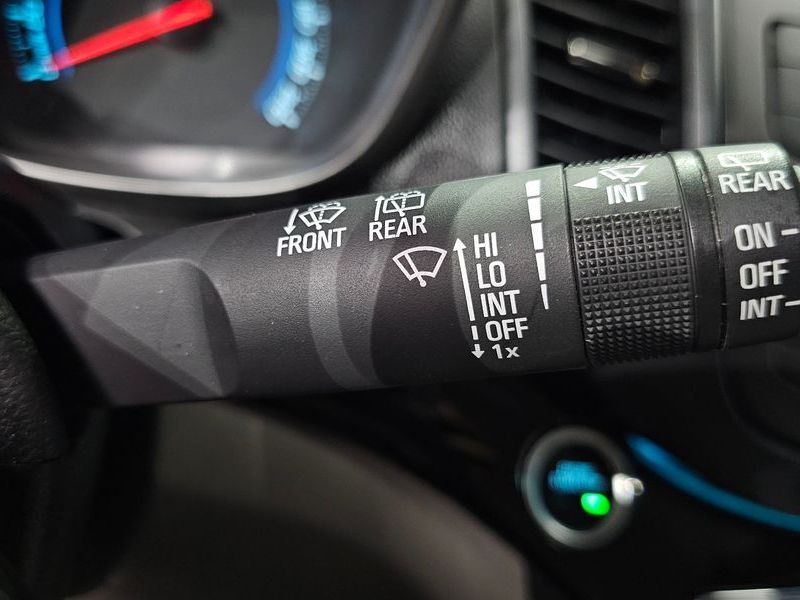 FRONT
REAR
HI
LO
INT
OFF
1x
INT
REAR
ON
OFF
INT